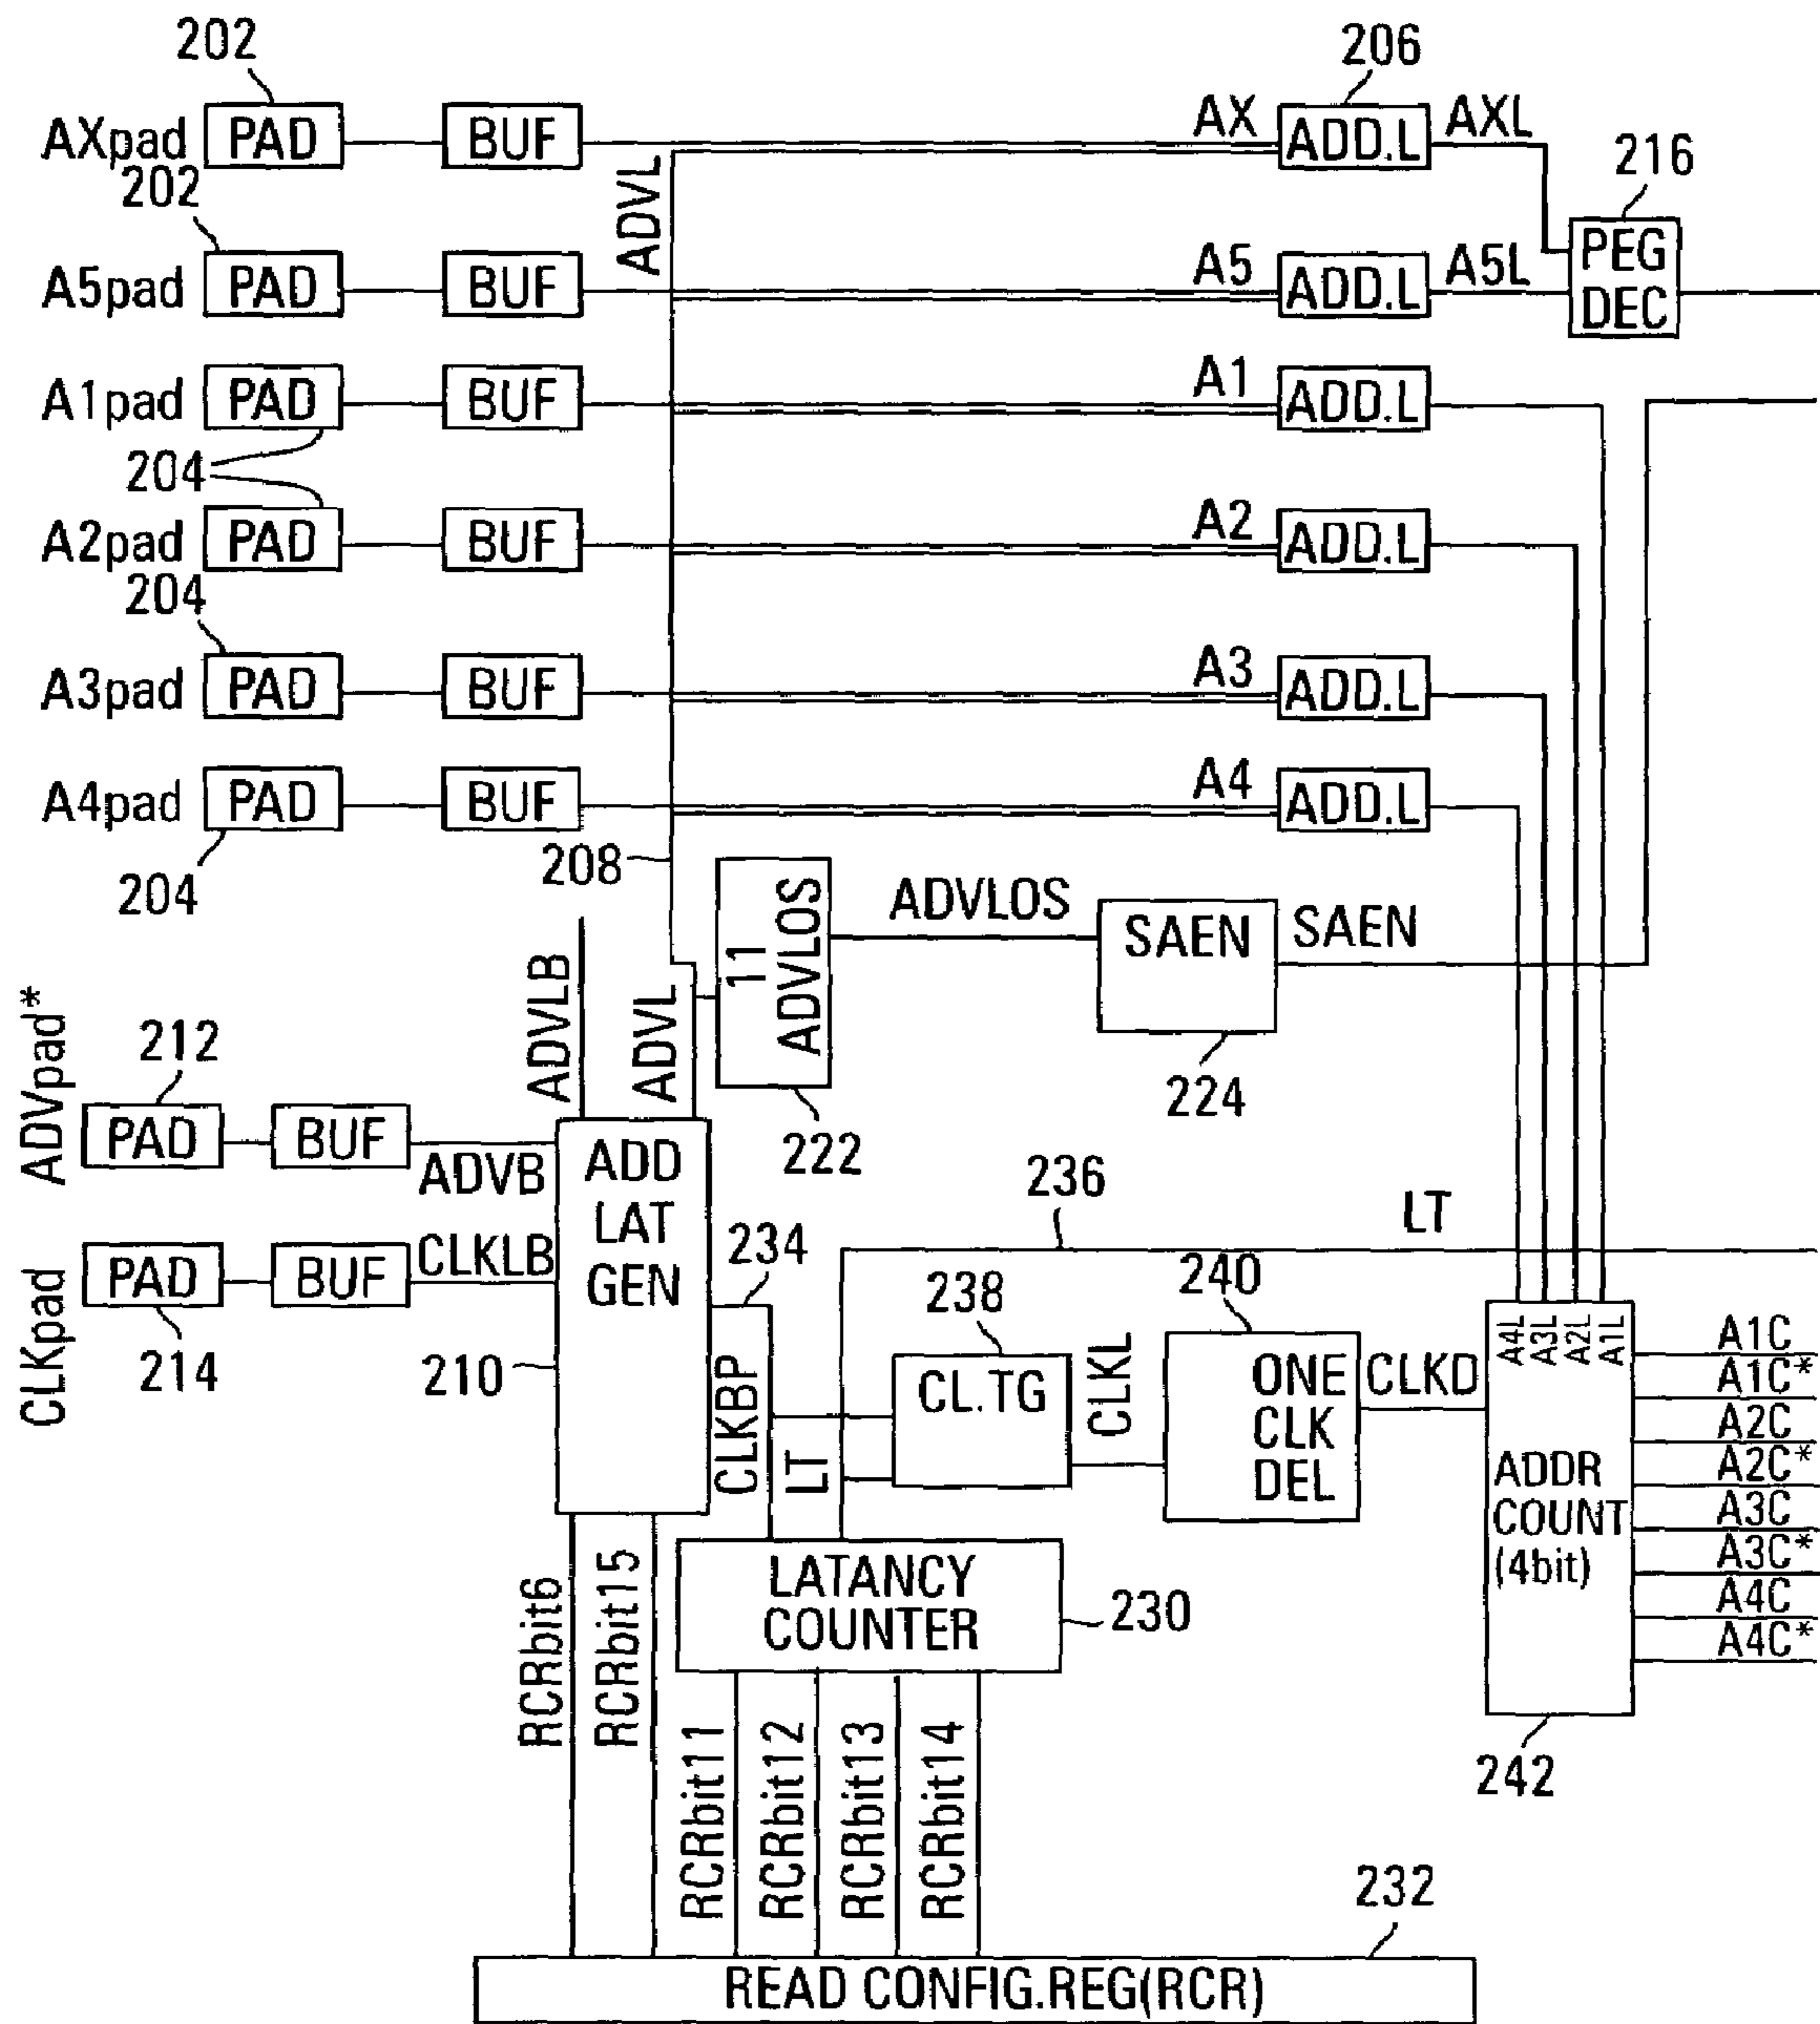 202
206
AXpad PAD BUF AX ADD.L AXL
202
ADVL
216
A5pad PAD BUF A5 ADD.L A5L
PEG
DEC
A1pad PAD BUF A1 ADD.L
204
A2pad PAD BUF A2 ADD.L
204
A3pad PAD BUF A3 ADD.L
A4pad PAD BUF A4 ADD.L
204
208
11
ADVLOS
ADVLOS
SAEN
SAEN
224
222
ADVLB
ADVL
ADVpad*
212
PAD BUF
ADVB
ADD
LAT
GEN
CLKpad
PAD BUF
CLKLB
214
210
234
236
LT
CLKBP
LT
238
CL.TG
CLKL
240
ONE
CLK
DEL
CLKD
A4L
A3L
A2L
A1L
ADDR
COUNT
(4bit)
A1C
A1C*
A2C
A2C*
A3C
A3C*
A4C
A4C*
242
LATANCY
COUNTER
230
RCRbit6
RCRbit15
RCRbit11
RCRbit12
RCRbit13
RCRbit14
232
READ CONFIG.REG(RCR)